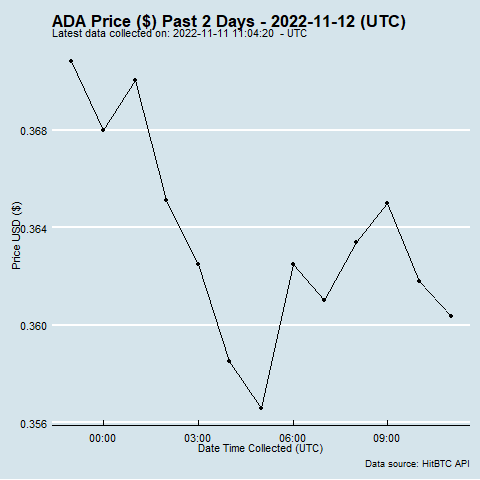 ADA Price ($) Past 2 Days - 2022-11-12 (UTC)
Latest data collected on: 2022-11-11 11:04:20  - UTC
0.368
0.364
0.360
0.356
Price USD ($)
00:00
03:00
06:00
09:00
Date Time Collected (UTC)
Data source: HitBTC API